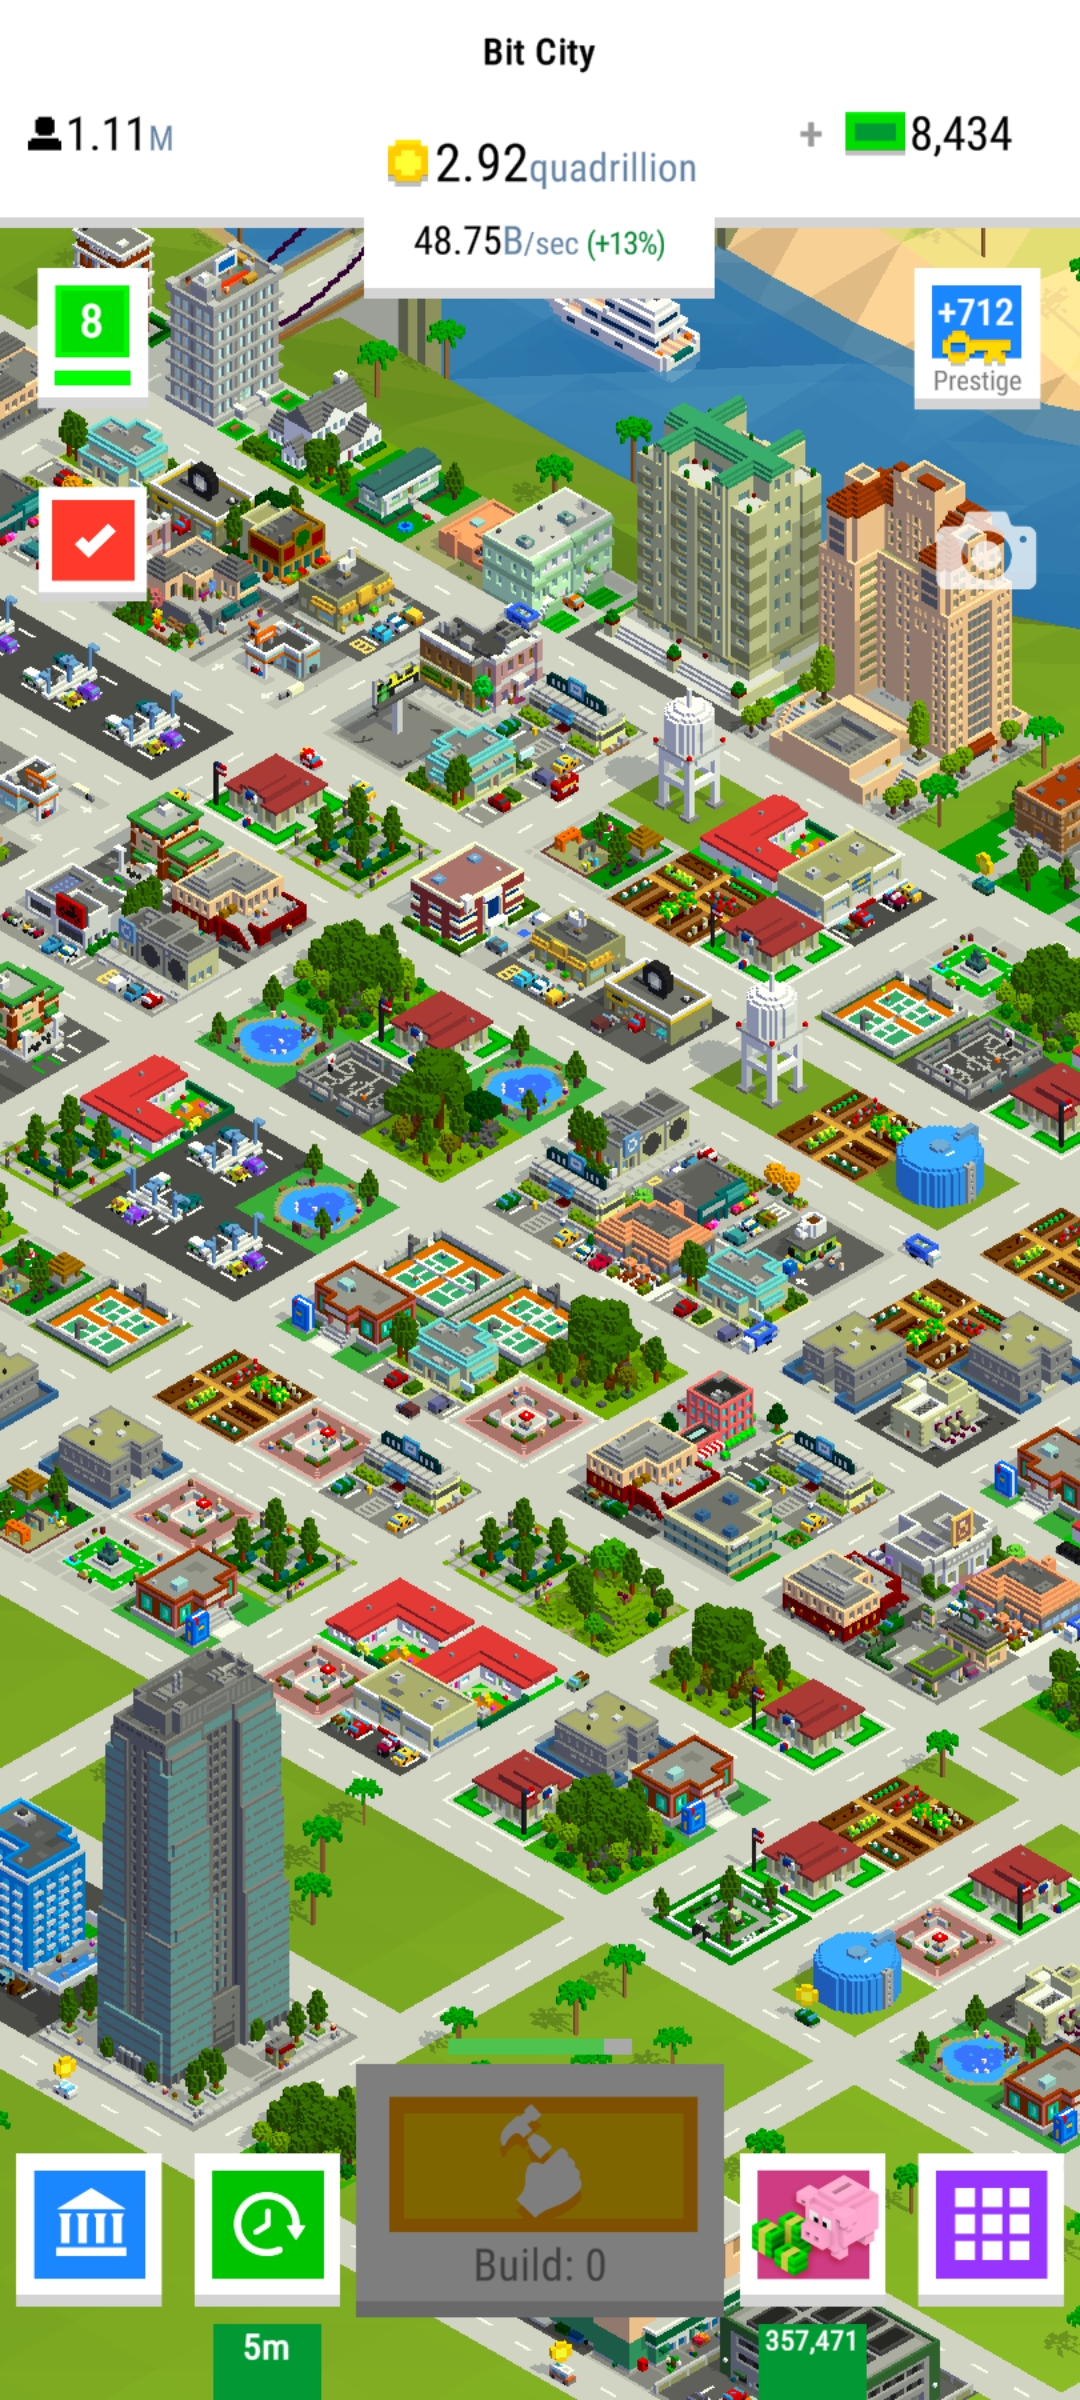 Bit City
1.11M
2.92quadrillion
+ 8,434
48.75B/sec (+13%)
8
+712
Prestige
Build: 0
5m
357,471